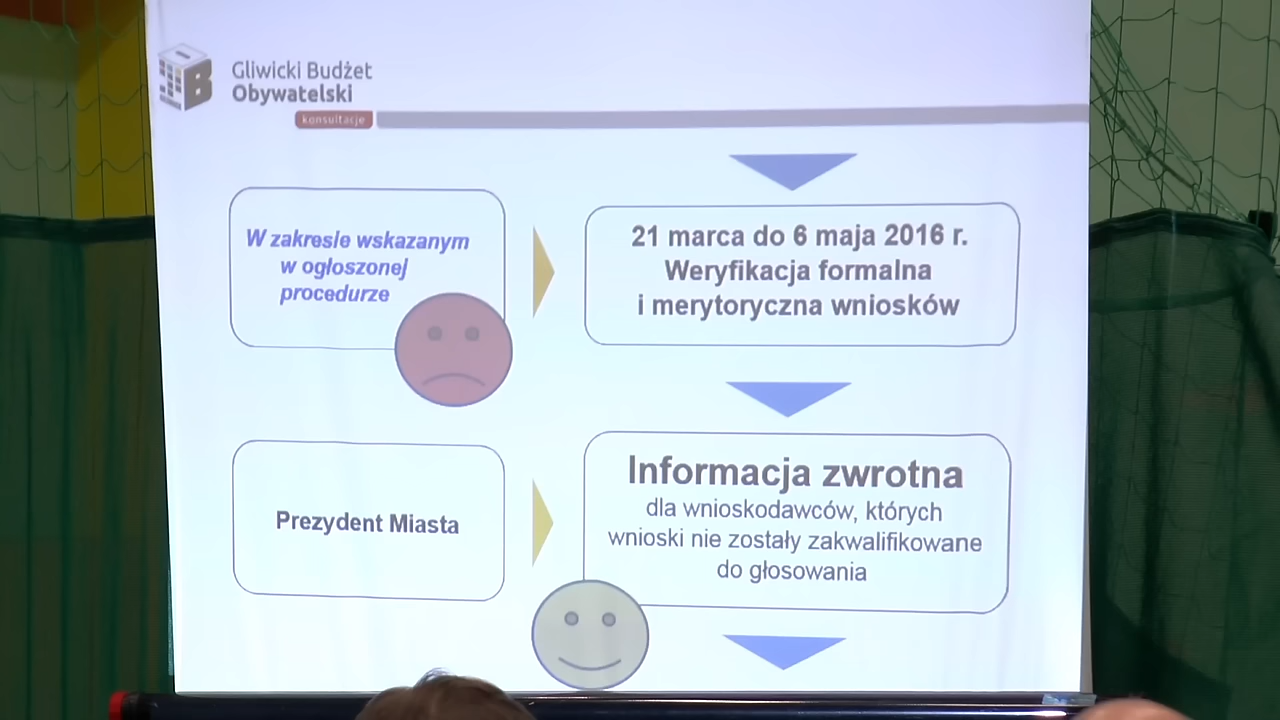 Gliwicki Budżet
Obywatelski
konsultacje
W zakresie wskazanym
w ogłoszonej
procedurze
21 marca do 6 maja 2016 r.
Weryfikacja formalna
i merytoryczna wniosków
Prezydent Miasta
Informacja zwrotna
dla wnioskodawców, których
wnioski nie zostały zakwalifikowane
do głosowania